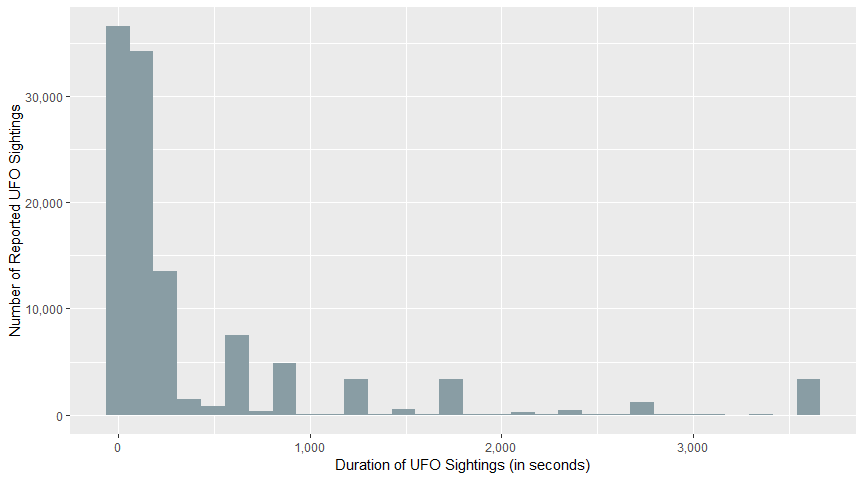 30,000
20,000
10,000
0
Number of Reported UFO Sightings
0 1,000 2,000 3,000
Duration of UFO Sightings (in seconds)